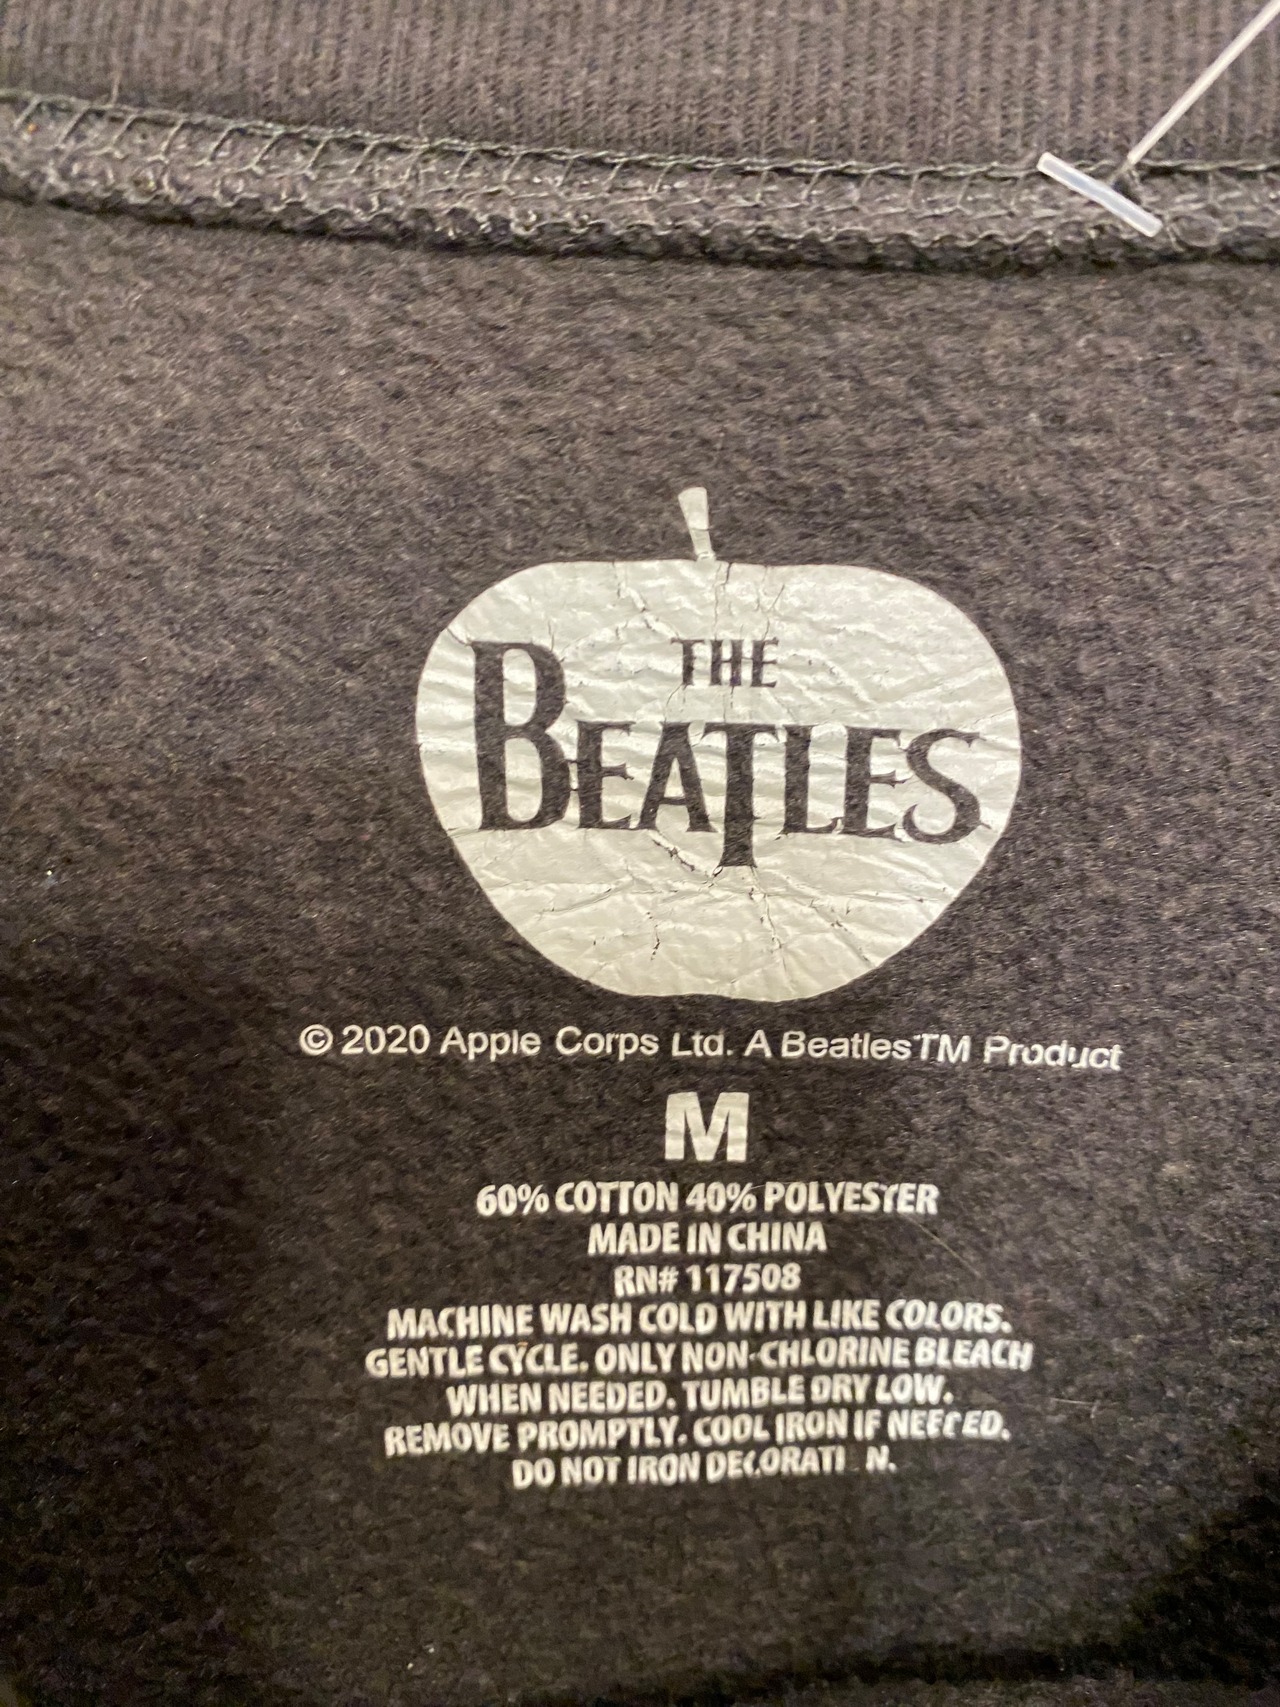 THE
BEATLES
© 2020 Apple Corps Ltd. A Beatles™ Product
M
60% COTTON 40% POLYESTER
MADE IN CHINA
RN# 117508
MACHINE WASH COLD WITH LIKE COLORS.
GENTLE CYCLE. ONLY NON-CHLORINE BLEACH
WHEN NEEDED. TUMBLE DRY LOW.
REMOVE PROMPTLY. COOL IRON IF NEEDED.
DO NOT IRON DECORATI N.